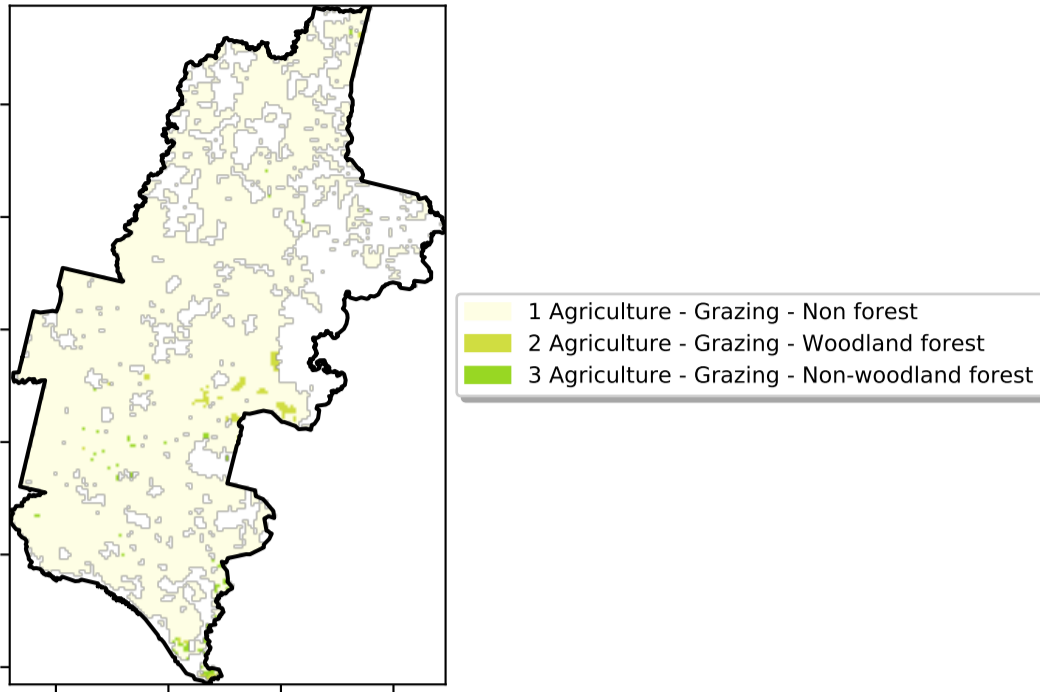 1 Agriculture - Grazing - Non forest
2 Agriculture - Grazing - Woodland forest
3 Agriculture - Grazing - Non-woodland forest